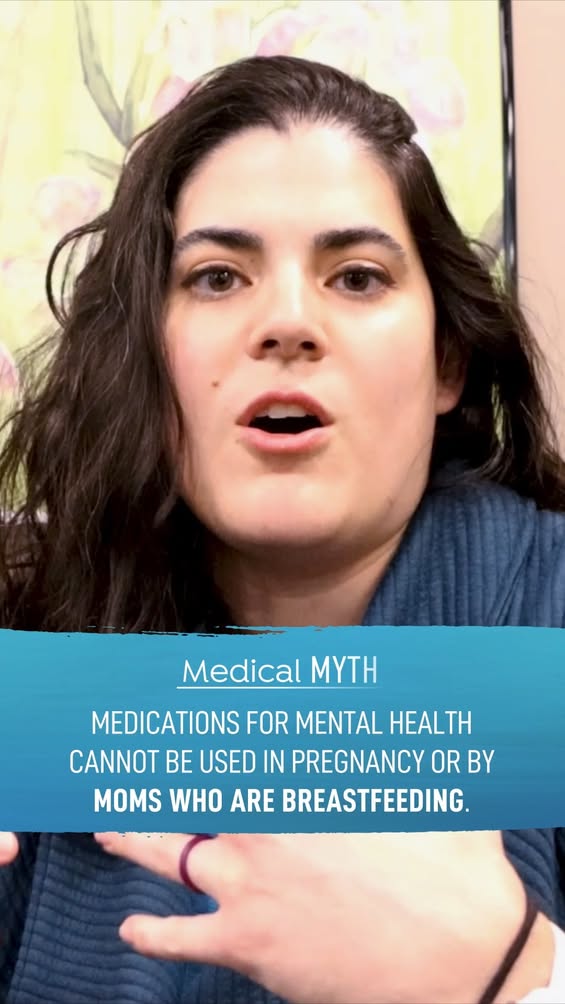 Medical MYTH
MEDICATIONS FOR MENTAL HEALTH
CANNOT BE USED IN PREGNANCY OR BY
MOMS WHO ARE BREASTFEEDING.